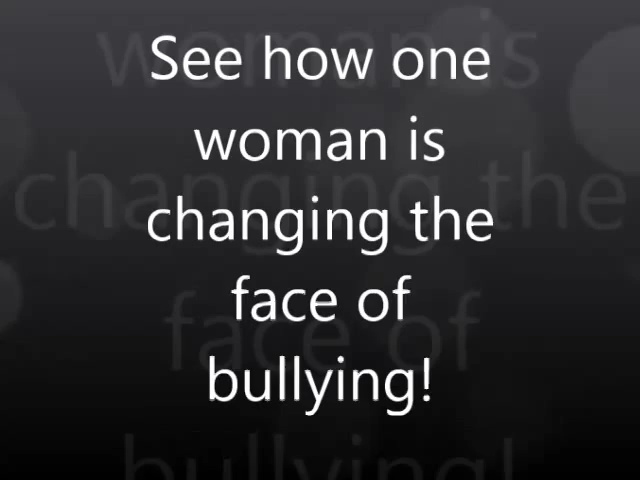 See how one
woman is
changing the
face of
bullying!